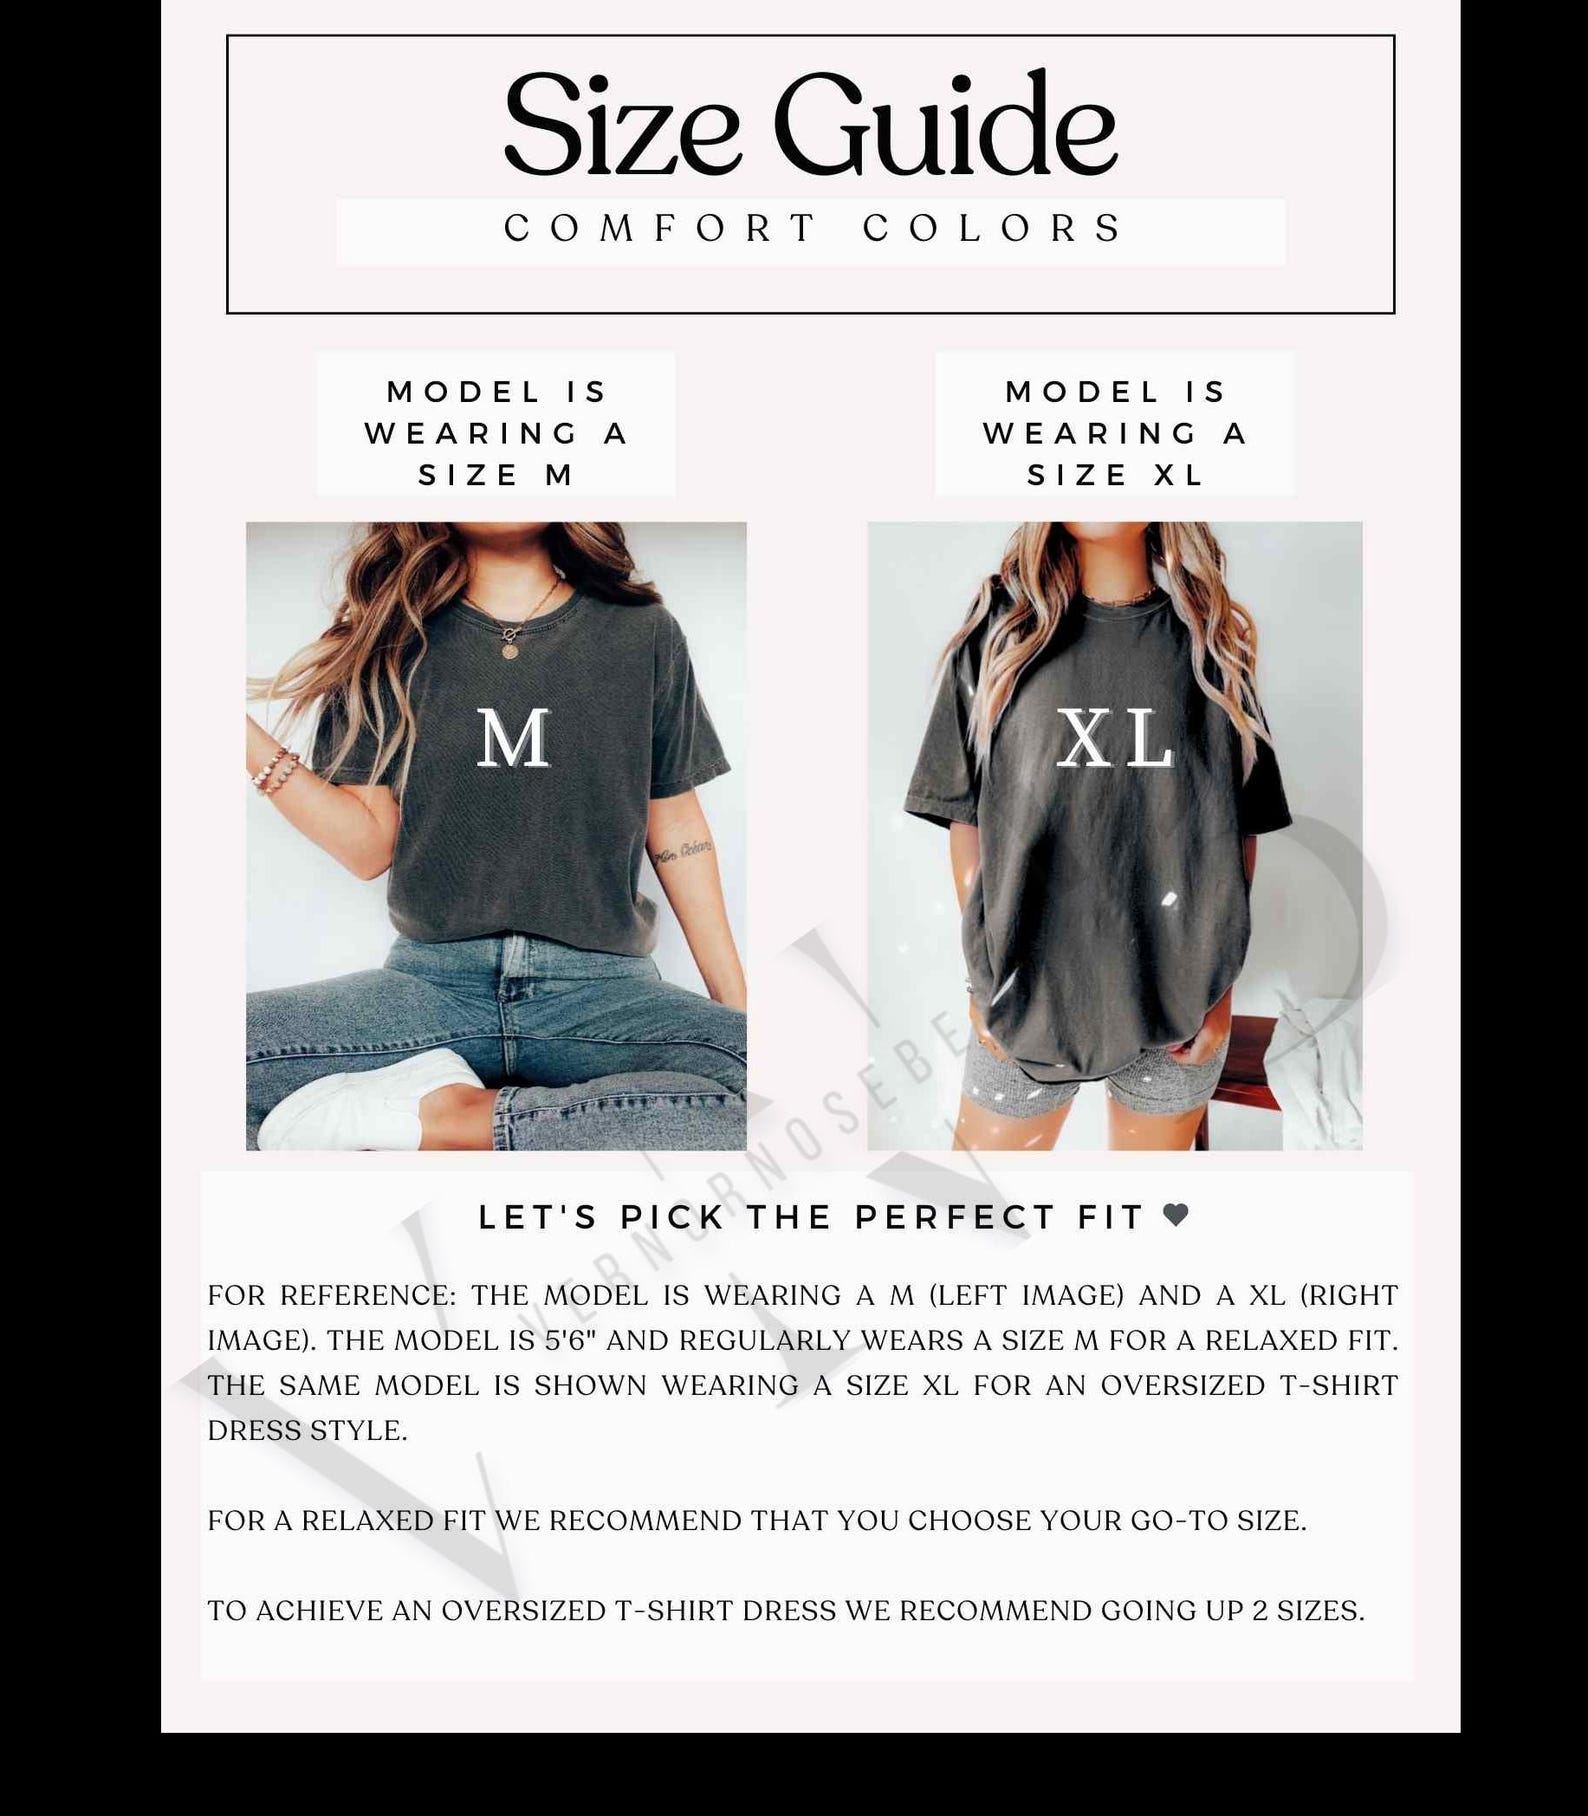 Size Guide
COMFORT COLORS
MODEL IS
WEARING A
SIZE M
MODEL IS
WEARING A
SIZE XL
M
XL
LET'S PICK THE PERFECT FIT
FOR REFERENCE: THE MODEL IS WEARING A M (LEFT IMAGE) AND A XL (RIGHT
IMAGE). THE MODEL IS 5'6" AND REGULARLY WEARS A SIZE M FOR A RELAXED FIT.
THE SAME MODEL IS SHOWN WEARING A SIZE XL FOR AN OVERSIZED T-SHIRT
DRESS STYLE.
FOR A RELAXED FIT WE RECOMMEND THAT YOU CHOOSE YOUR GO-TO SIZE.
TO ACHIEVE AN OVERSIZED T-SHIRT DRESS WE RECOMMEND GOING UP 2 SIZES.
VERNORNOSEBE